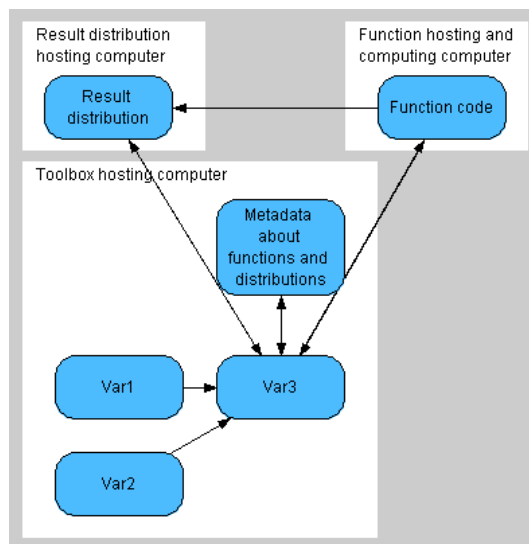 Result distribution
hosting computer
Function hosting and
computing computer
Result
distribution
Function code
Toolbox hosting computer
Metadata
about
functions and
distributions
Var1
Var3
Var2